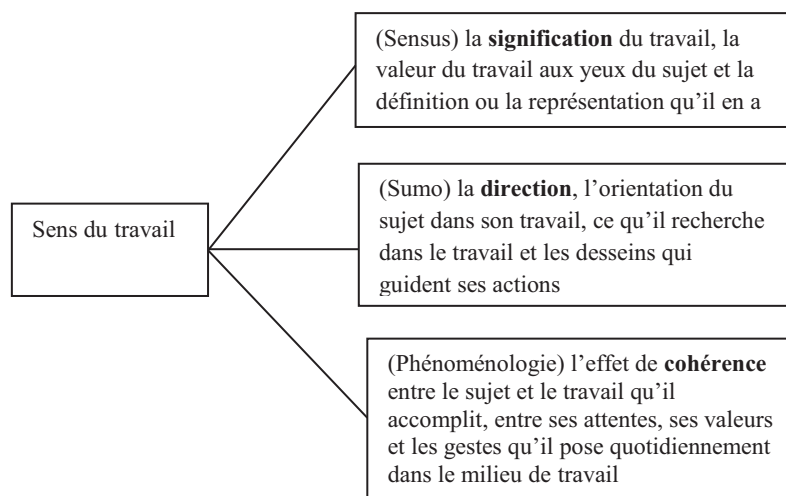 (Sensus) la signification du travail, la
valeur du travail aux yeux du sujet et la
définition ou la représentation qu'il en a
(Sumo) la direction, l'orientation du
sujet dans son travail, ce qu'il recherche
dans le travail et les desseins qui
guident ses actions
Sens du travail
(Phénoménologie) l'effet de cohérence
entre le sujet et le travail qu'il
accomplit, entre ses attentes, ses valeurs
et les gestes qu'il pose quotidiennement
dans le milieu de travail